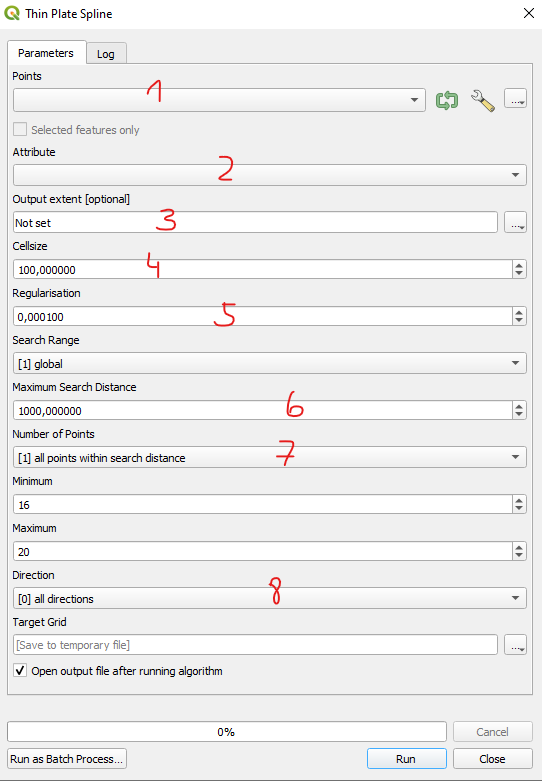 Thin Plate Spline
Parameters
Log
Points
1
...
Selected features only
Attribute
2
Output extent [optional]
Not set
3
...
Cellsize
100,000000
4
Regularisation
0,000100
5
Search Range
[1] global
Maximum Search Distance
1000,000000
6
Number of Points
[1] all points within search distance
7
Minimum
16
Maximum
20
Direction
[0] all directions
8
Target Grid
[Save to temporary file]
...
Open output file after running algorithm
0%
Cancel
Run as Batch Process...
Run
Close